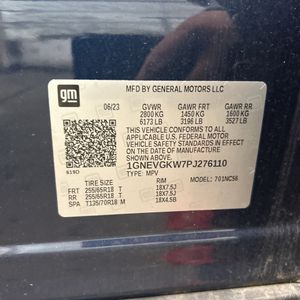 gm
MFD BY GENERAL MOTORS LLC
06/23 GVWR GAWR FRT GAWR RR
2800 KG 1450 KG 1600 KG
6173 LB 3196 LB 3527 LB
THIS VEHICLE CONFORMS TO ALL
APPLICABLE U.S. FEDERAL MOTOR
VEHICLE SAFETY STANDARDS IN
EFFECT ON THE DATE OF
MANUFACTURE SHOWN ABOVE.
1GNEVGKW7PJ276110
TYPE: MPV MODEL: 701NC56
TIRE SIZE RIM
FRT 255/65R18 T 18X7.5J
RR 255/65R18 T 18X7.5J
SPA T135/70R18 M 18X4.5B